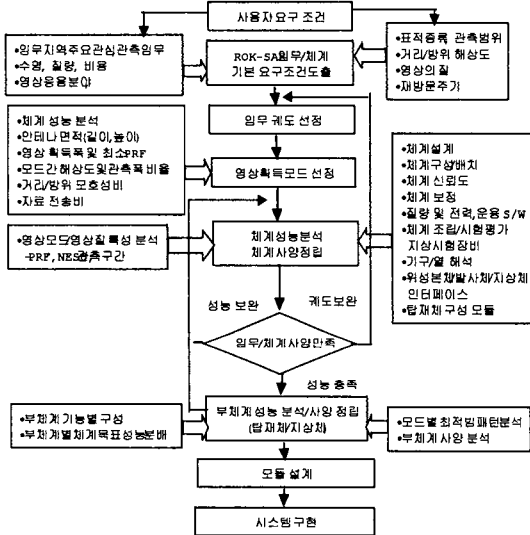 사용자요구 조건
•임무지역주요관심관측임무
•수명, 질량, 비용
•영상응용분야
ROK-SA임무/체계
기본 요구조건도출
•표적종류 관측범위
•거리/방위 해상도
•영상의질
•재방문주기
임무 궤도 선정
•체계 성능 분석
•안테나면적(길이,높이)
•영상 획득폭 및 최소PRF
•모드간 해상도및관측폭 비율
•거리/방위 모호성비
•자료 전송비
영상획득모드 선정
•체계설계
•체계구성/배치
•체계 신뢰도
•체계 보정
•질량 및 전력,운용 S/W
•체계 조립/시험평가
지상시험장비
•기구/열 해석
•위성본체/발사체/지상체
인터페이스
•탑재체구성 모듈
•영상모드/영상질특성 분석
-PRF, NES관측구간
체계성능분석
체계사양정립
성능 보완
궤도보완
임무/체계사양만족
성능 충족
•부체계기능별구성
•부체계별체계목표성능분배
부체계성능 분석/사양 정립
(탑재체/지상체)
•모드별최적빔패턴분석
•부체계 사양 분석
모듈 설계
시스템구현